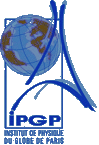 iPGP
INSTITUT DE PHYSIQUE
DU GLOBE DE PARIS